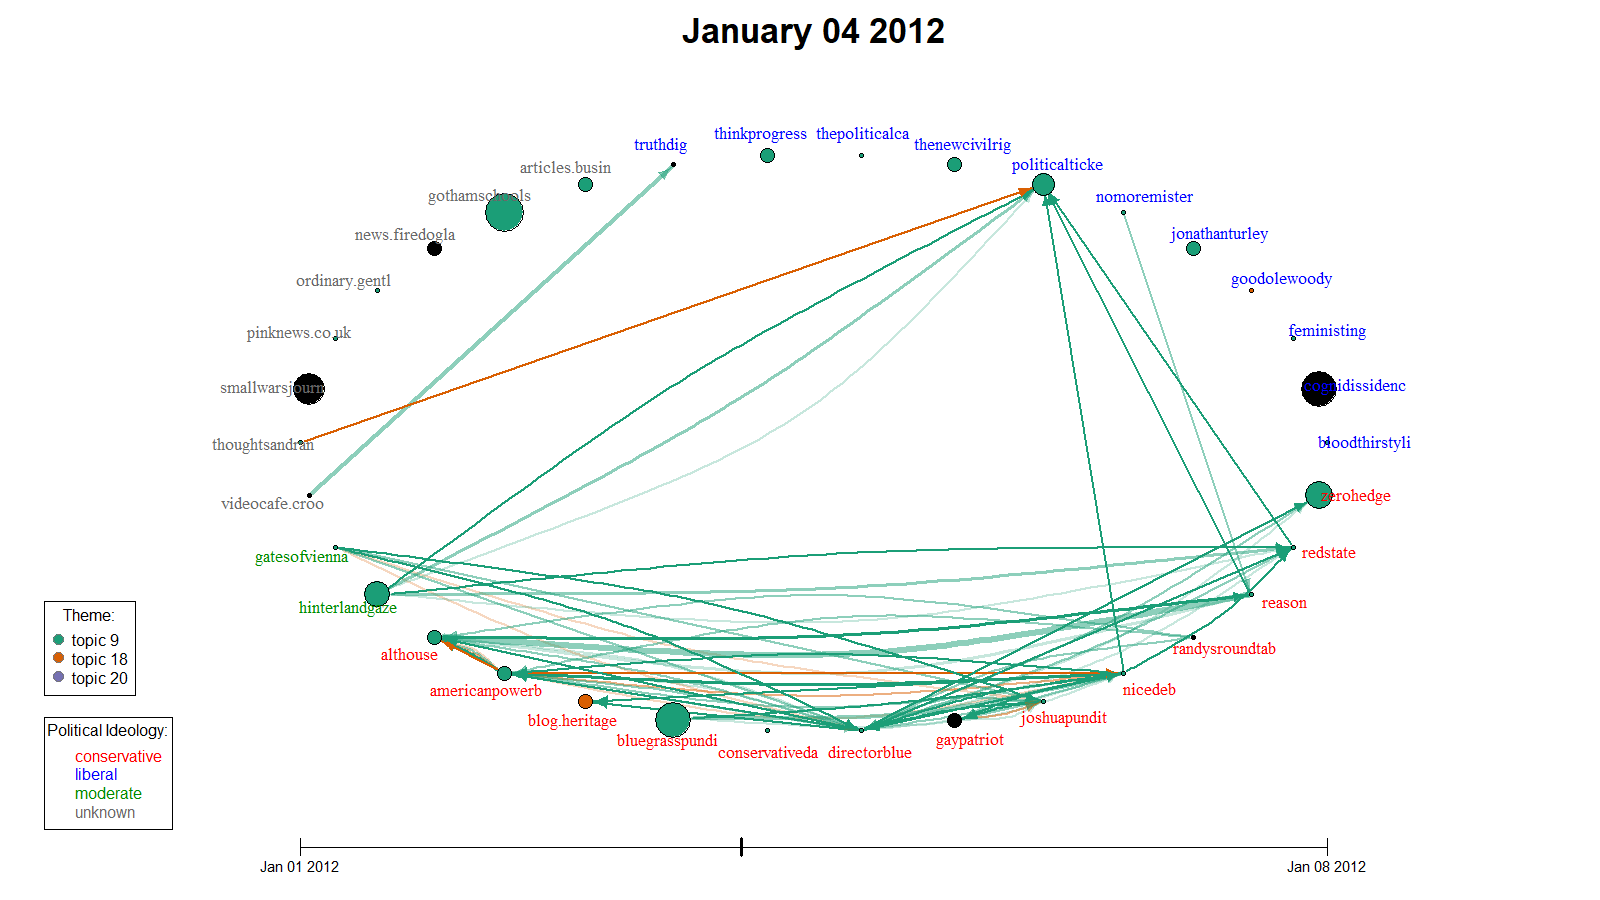 January 04 2012
thinkprogress
thepoliticalca
truthdig
thenewcivilrig
articles.busin
politicalticke
gothamschools
nomoremister
news.firedogla
jonathanturley
ordinary.gentl
goodolewoody
pinknews.co.uk
feministing
smallwarsjourn
cognidissidenc
thoughtsandran
bloodthirstyli
videocafe.croo
zerohedge
gatesofvienna
redstate
hinterlandgaze
reason
althouse
randysroundtab
americanpowerb
nicedeb
blog.heritage
joshuapundit
bluegrasspundi
gaypatriot
conservativeda
directorblue
Theme:
topic 9
topic 18
topic 20
Political Ideology:
conservative
liberal
moderate
unknown
Jan 01 2012
Jan 08 2012